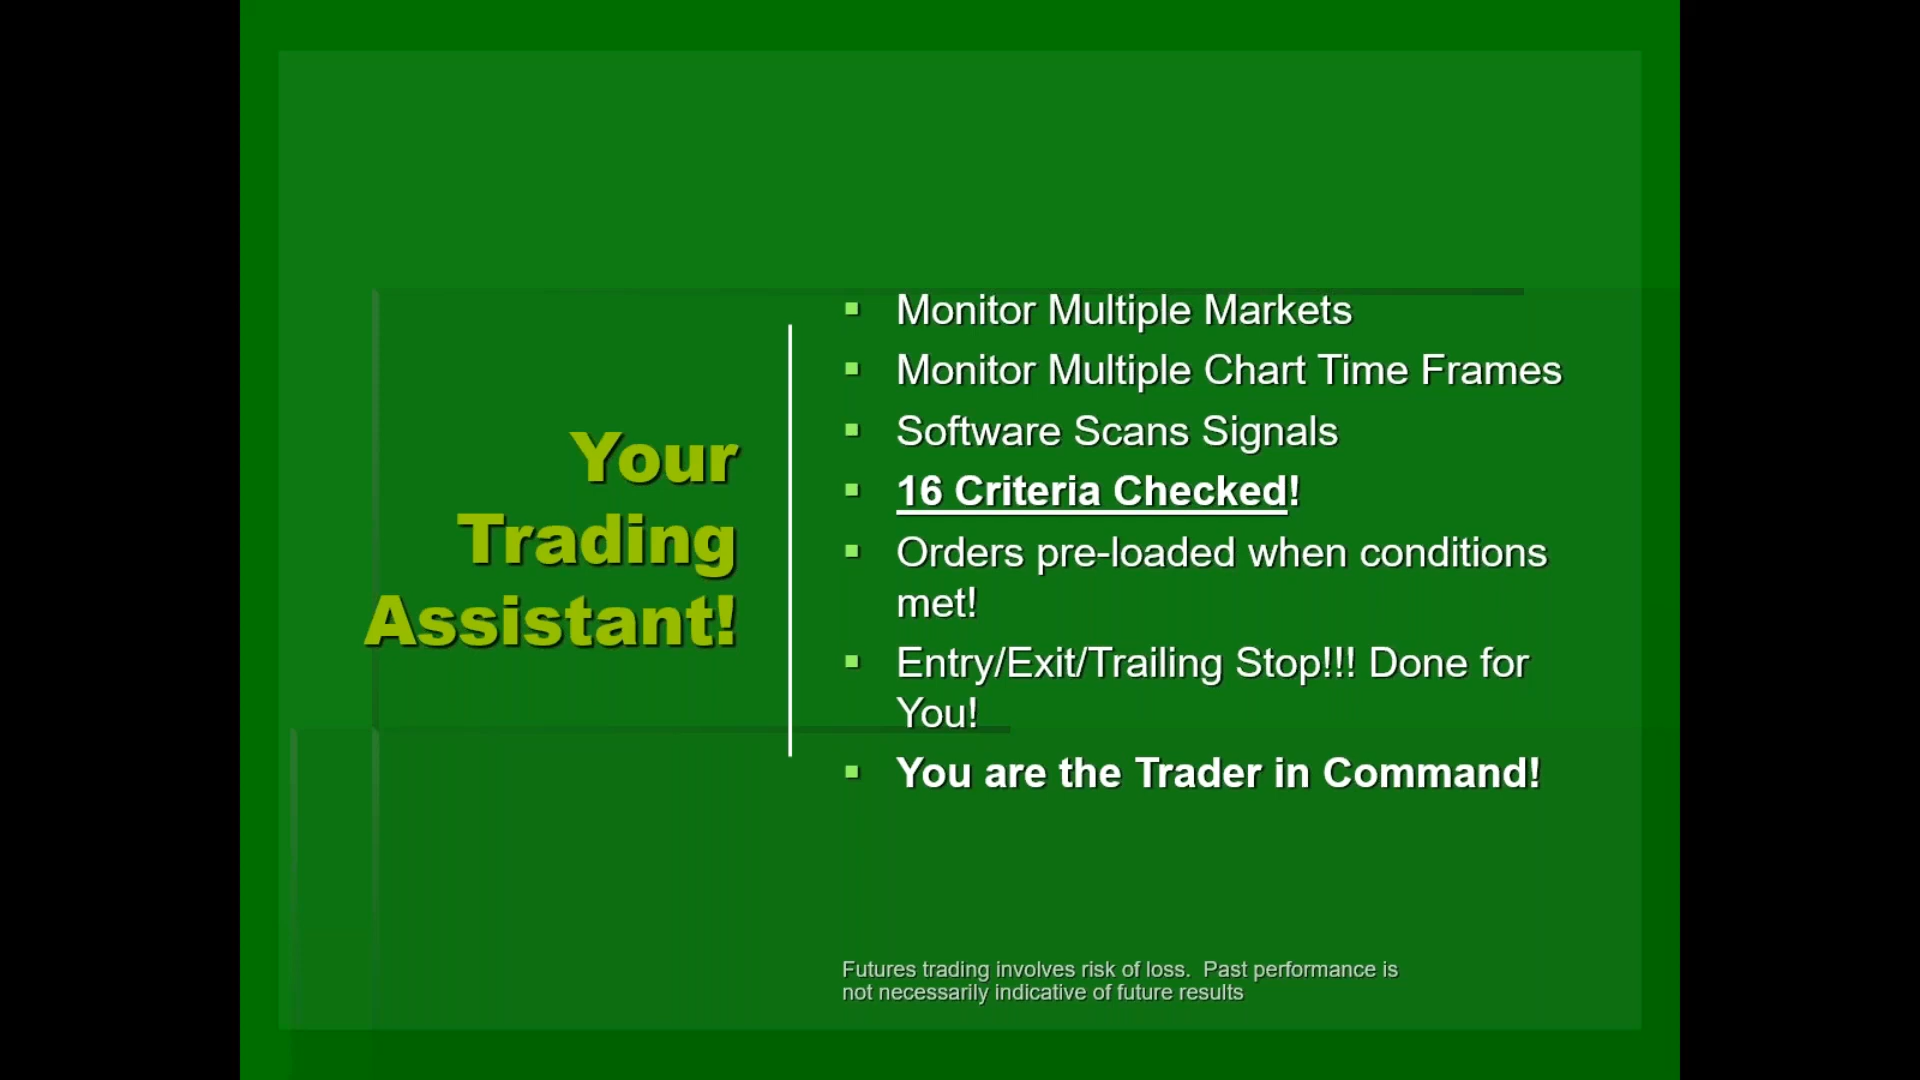 Your
Trading
Assistant!
Monitor Multiple Markets
Monitor Multiple Chart Time Frames
Software Scans Signals
16 Criteria Checked!
Orders pre-loaded when conditions
met!
Entry/Exit/Trailing Stop!!! Done for
You!
You are the Trader in Command!
Futures trading involves risk of loss.  Past performance is
not necessarily indicative of future results